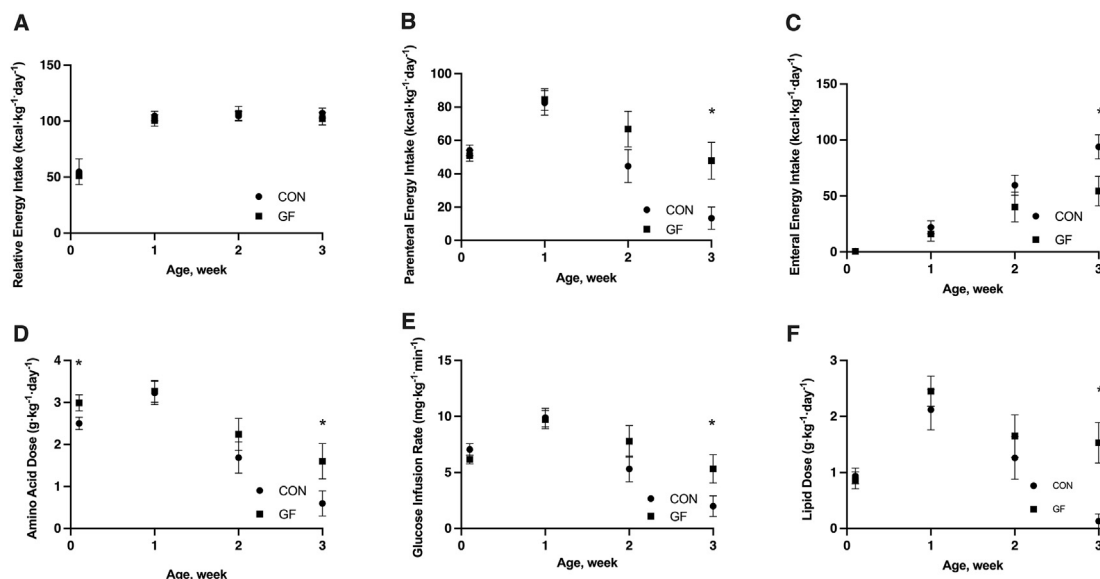 A
Relative Energy Intake (kcal·kg⁻¹·day⁻¹)
150
100
50
0
0 1 2 3
Age, week
CON
GF
B
Parenteral Energy Intake (kcal·kg⁻¹·day⁻¹)
100
80
60
40
20
0
0 1 2 3
Age, week
CON
GF
*
C
Enteral Energy Intake (kcal·kg⁻¹·day⁻¹)
150
100
50
0
0 1 2 3
Age, week
CON
GF
*
D
Amino Acid Dose (g·kg⁻¹·day⁻¹)
4
3
2
1
0
0 1 2 3
Age, week
CON
GF
*
*
E
Glucose Infusion Rate (mg·kg⁻¹·min⁻¹)
15
10
5
0
0 1 2 3
Age, week
CON
GF
*
F
Lipid Dose (g·kg⁻¹·day⁻¹)
3
2
1
0
0 1 2 3
Age, week
CON
GF
*